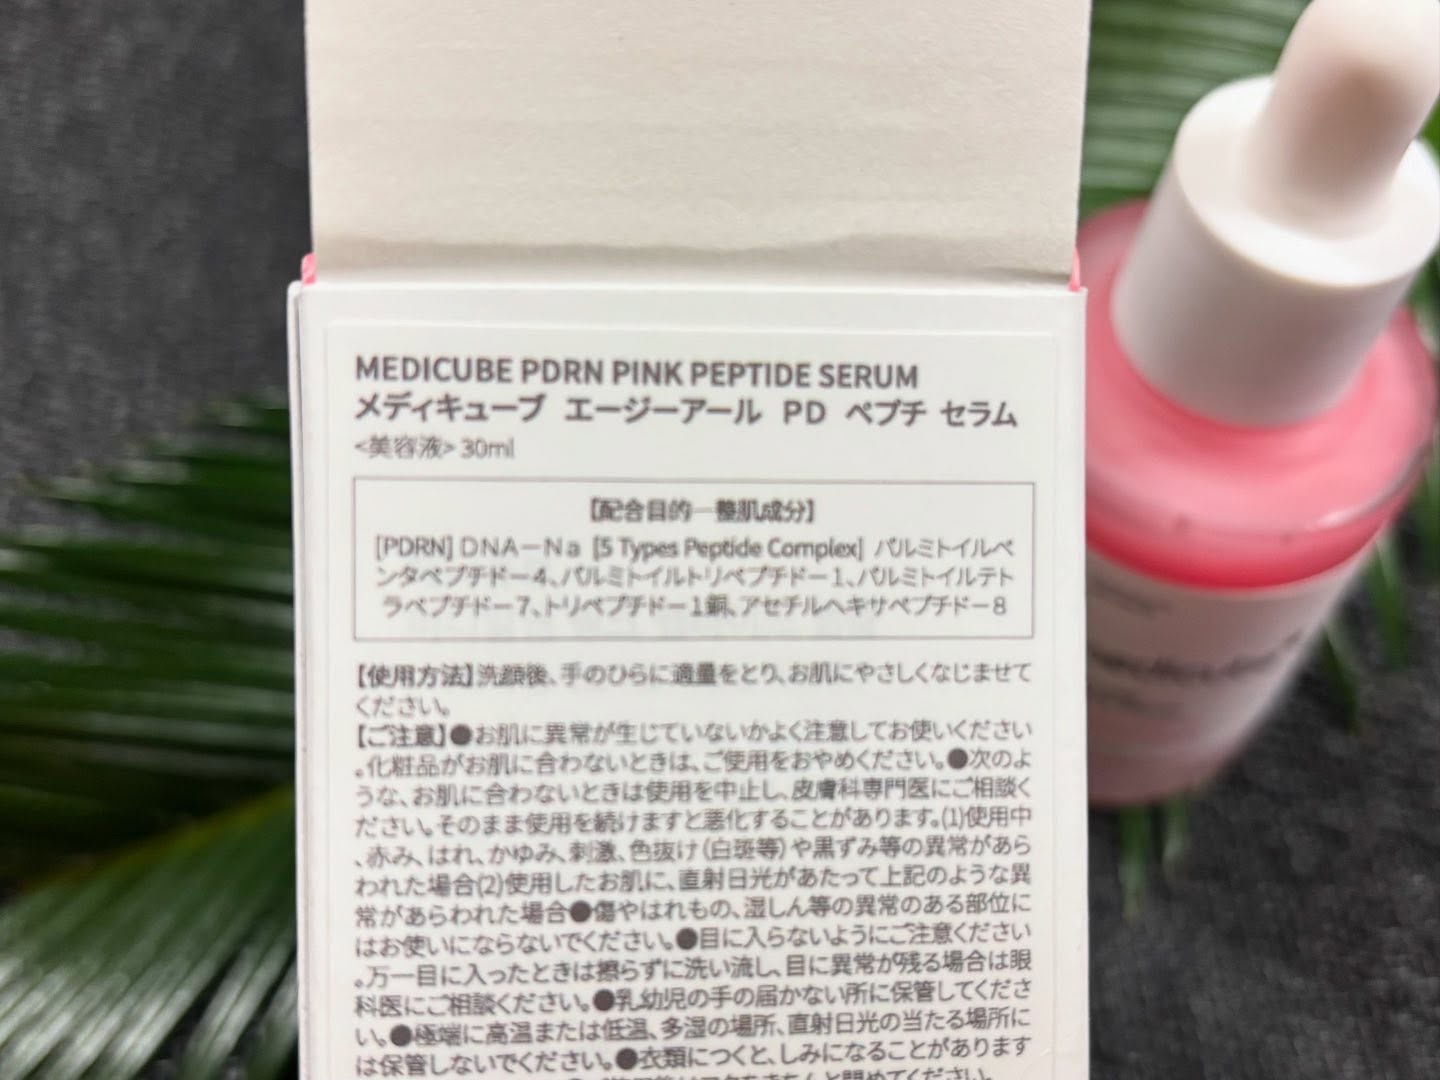 MEDICUBE PDRN PINK PEPTIDE SERUM
メディキューブ エージーアール PD ペプチ セラム
<美容液> 30ml
【配合目的―整肌成分】
[PDRN] DNA－Na [5 Types Peptide Complex] パルミトイルペ
ンタペプチドー4、パルミトイルトリペプチドー1、パルミトイルテト
ラペプチドー7、トリペプチドー1銅、アセチルヘキサペプチドー8
【使用方法】洗顔後、手のひらに適量をとり、お肌にやさしくなじませて
ください。
【ご注意】●お肌に異常が生じていないかよく注意してお使いください
。化粧品がお肌に合わないときは、ご使用をおやめください。●次のよ
うな、お肌に合わないときは使用を中止し、皮膚科専門医にご相談く
ださい。そのまま使用を続けますと悪化することがあります。(1)使用中
、赤み、はれ、かゆみ、刺激、色抜け（白斑等）や黒ずみ等の異常があら
われた場合(2)使用したお肌に、直射日光があたって上記のような異
常があらわれた場合●傷やはれもの、湿しん等の異常のある部位に
はお使いにならないでください。●目に入らないようにご注意ください
。万一目に入ったときは擦らずに洗い流し、目に異常が残る場合は眼
科医にご相談ください。●乳幼児の手の届かない所に保管してくださ
い。●極端に高温または低温、多湿の場所、直射日光の当たる場所に
は保管しないでください。●衣類につくと、しみになることがあります